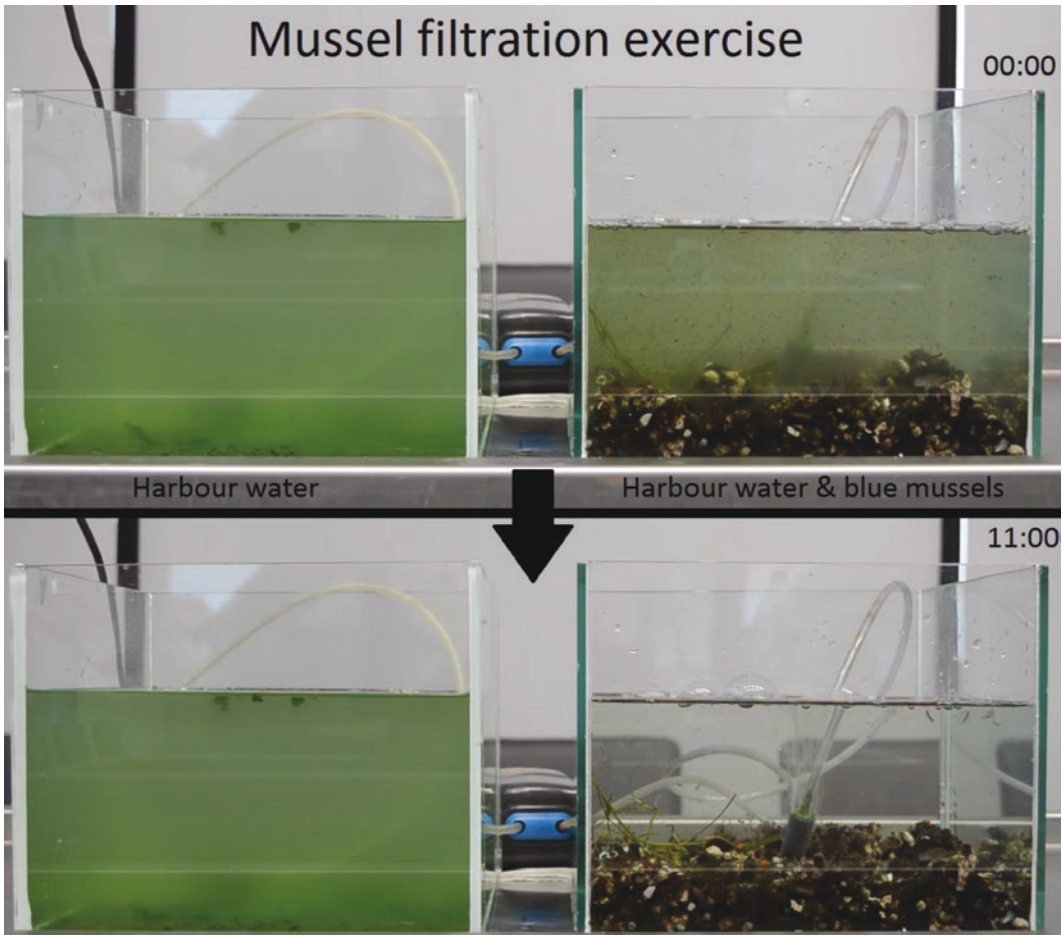 Mussel filtration exercise
00:00
Harbour water
Harbour water & blue mussels
11:00